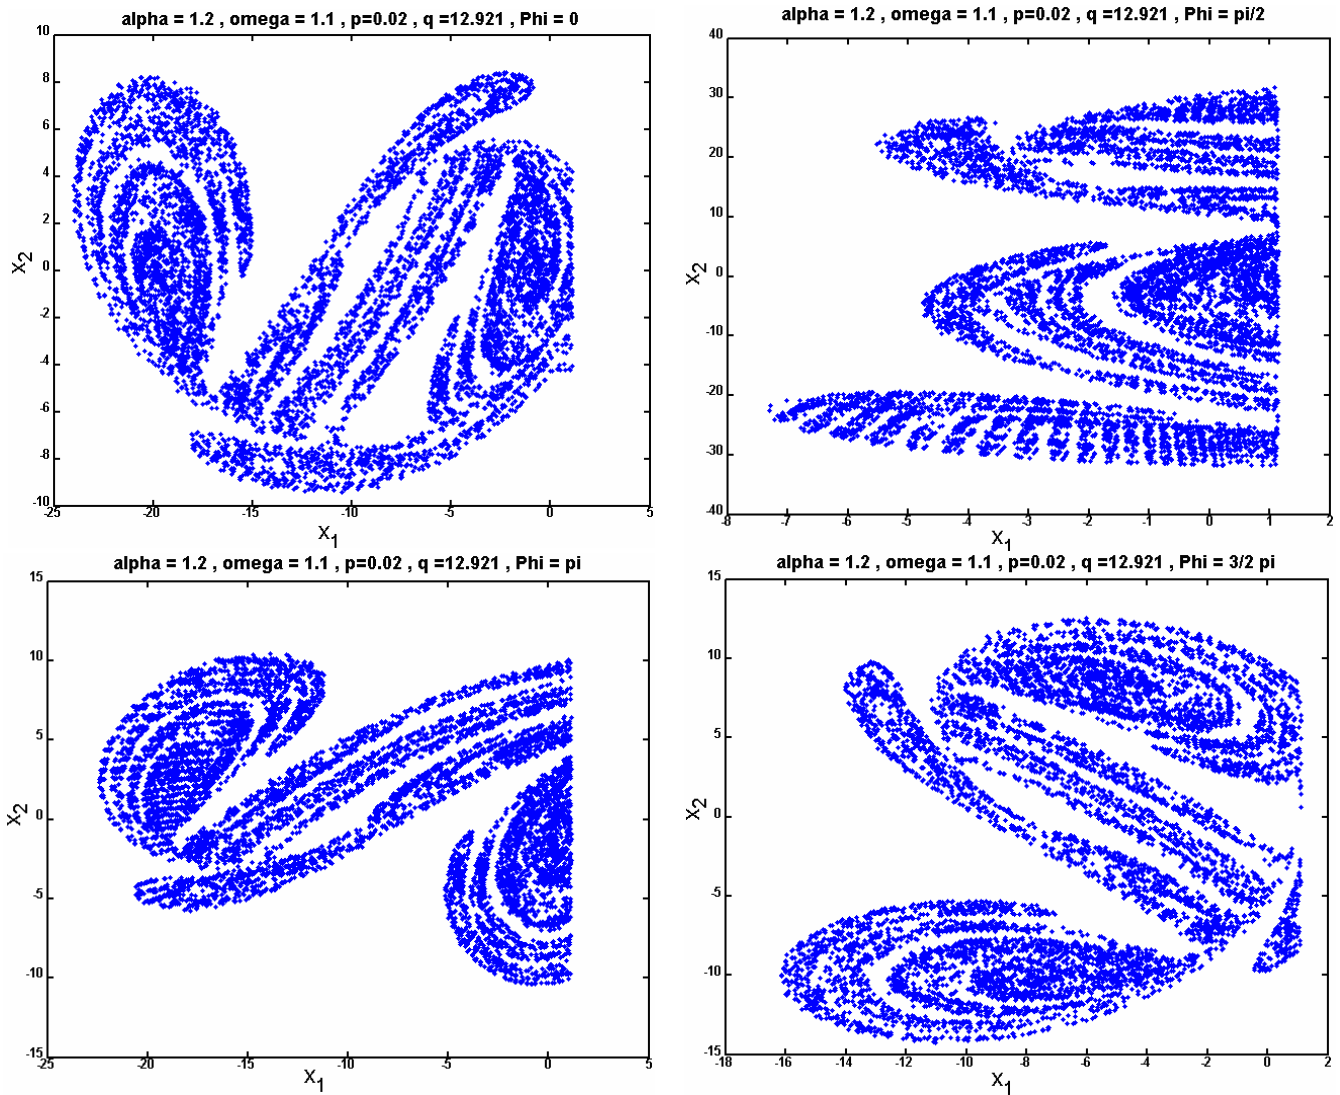 alpha = 1.2 , omega = 1.1 , p=0.02 , q =12.921 , Phi = 0
10
8
6
4
2
0
-2
-4
-6
-8
-10
x2
-25 -20 -15 -10 -5 0 5
x1
alpha = 1.2 , omega = 1.1 , p=0.02 , q =12.921 , Phi = pi/2
40
30
20
10
0
-10
-20
-30
-40
x2
-8 -7 -6 -5 -4 -3 -2 -1 0 1 2
x1
alpha = 1.2 , omega = 1.1 , p=0.02 , q =12.921 , Phi = pi
15
10
5
0
-5
-10
-15
x2
-25 -20 -15 -10 -5 0 5
x1
alpha = 1.2 , omega = 1.1 , p=0.02 , q =12.921 , Phi = 3/2 pi
15
10
5
0
-5
-10
-15
x2
-18 -16 -14 -12 -10 -8 -6 -4 -2 0 2
x1